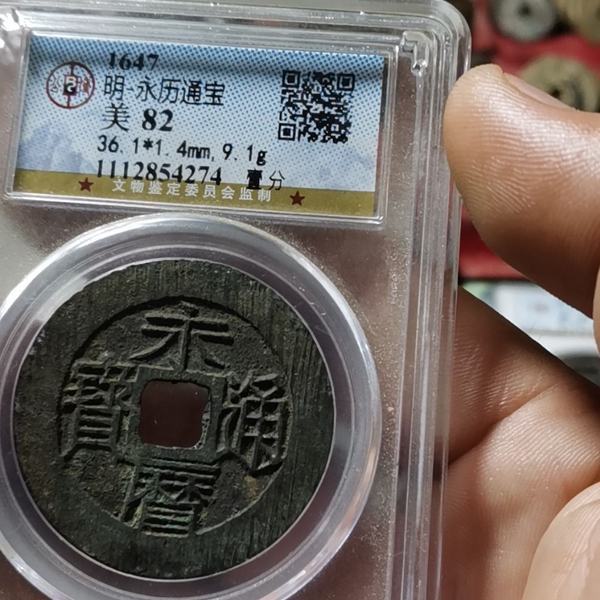 1647
明-永历通宝
美 82
36.1*1.4mm, 9.1g
1112854274 壹分
文物鉴定委员会监制
永
寶 通
曆